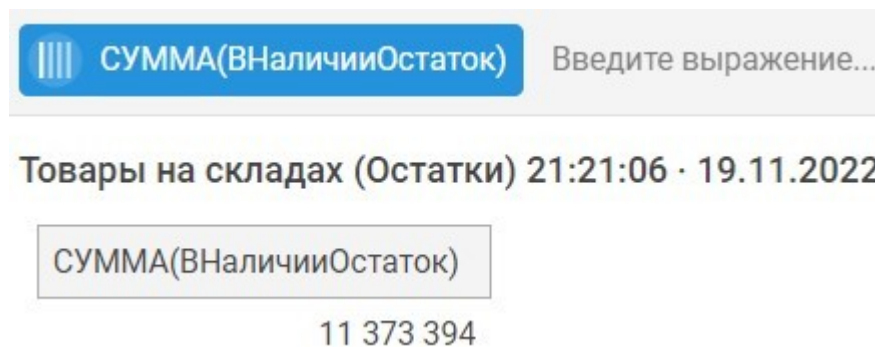 СУММА(ВНаличииОстаток) Введите выражение...
Товары на складах (Остатки) 21:21:06 · 19.11.2022
СУММА(ВНаличииОстаток)
11 373 394